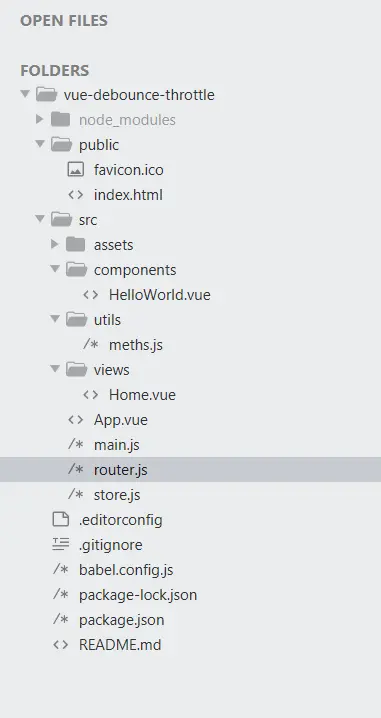 OPEN FILES
FOLDERS
vue-debounce-throttle
node_modules
public
favicon.ico
index.html
src
assets
components
HelloWorld.vue
utils
meths.js
views
Home.vue
App.vue
main.js
router.js
store.js
.editorconfig
.gitignore
babel.config.js
package-lock.json
package.json
README.md